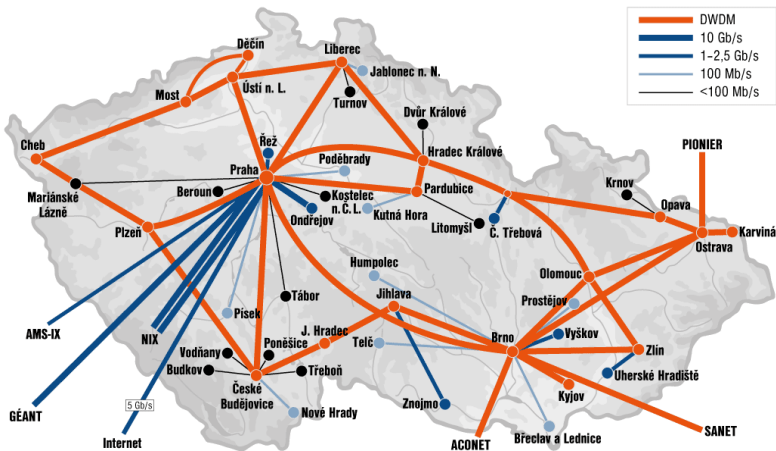 DWDM
10 Gb/s
1–2,5 Gb/s
100 Mb/s
<100 Mb/s
Děčín
Liberec
Jablonec n. N.
Ústí n. L.
Turnov
Most
Dvůr Králové
Cheb
Řež
Hradec Králové
PIONIER
Praha
Poděbrady
Mariánské
Lázně
Beroun
Kostelec
n. Č. L.
Pardubice
Krnov
Opava
Ondřejov
Kutná Hora
Litomyšl
Č. Třebová
Plzeň
Ostrava
Karviná
Humpolec
Olomouc
Tábor
Jihlava
Prostějov
Písek
AMS-IX
NIX
J. Hradec
Telč
Brno
Vyškov
Zlín
Vodňany
Poněšice
Budkov
Třeboň
České
Budějovice
Uherské Hradiště
Kyjov
GÉANT
5 Gb/s
Znojmo
Nové Hrady
Internet
ACONET
Břeclav a Lednice
SANET